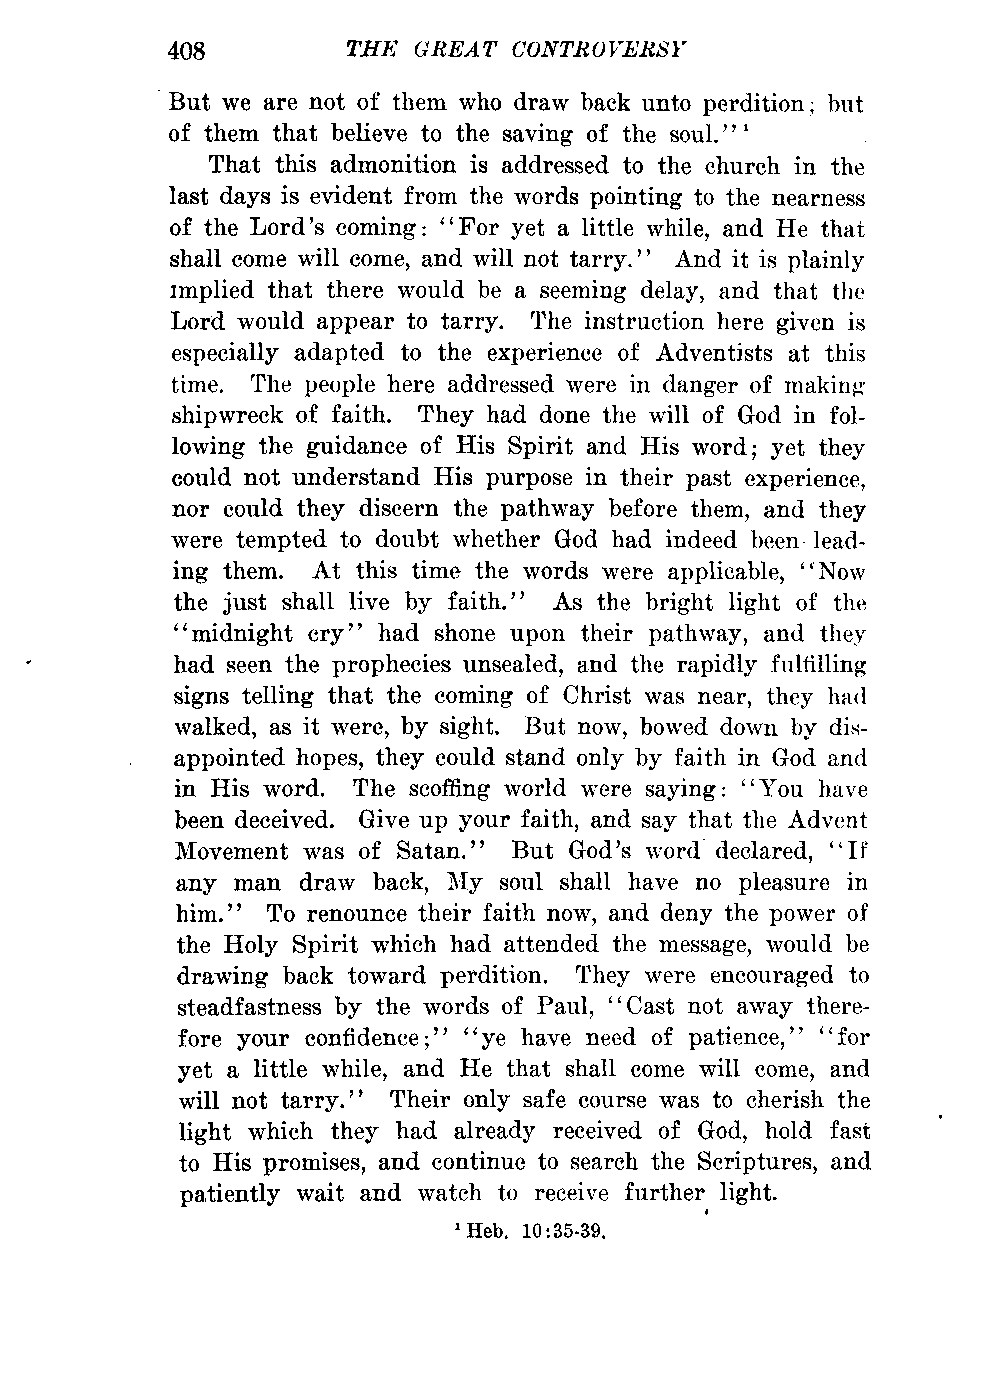 408 THE GREAT CONTROVERSY
But we are not of them who draw back unto perdition; but
of them that believe to the saving of the soul.''¹
That this admonition is addressed to the church in the
last days is evident from the words pointing to the nearness
of the Lord's coming: ''For yet a little while, and He that
shall come will come, and will not tarry.'' And it is plainly
implied that there would be a seeming delay, and that the
Lord would appear to tarry. The instruction here given is
especially adapted to the experience of Adventists at this
time. The people here addressed were in danger of making
shipwreck of faith. They had done the will of God in fol-
lowing the guidance of His Spirit and His word; yet they
could not understand His purpose in their past experience,
nor could they discern the pathway before them, and they
were tempted to doubt whether God had indeed been lead-
ing them. At this time the words were applicable, ''Now
the just shall live by faith.'' As the bright light of the
''midnight cry'' had shone upon their pathway, and they
had seen the prophecies unsealed, and the rapidly fulfilling
signs telling that the coming of Christ was near, they had
walked, as it were, by sight. But now, bowed down by dis-
appointed hopes, they could stand only by faith in God and
in His word. The scoffing world were saying: ''You have
been deceived. Give up your faith, and say that the Advent
Movement was of Satan.'' But God's word declared, ''If
any man draw back, My soul shall have no pleasure in
him.'' To renounce their faith now, and deny the power of
the Holy Spirit which had attended the message, would be
drawing back toward perdition. They were encouraged to
steadfastness by the words of Paul, ''Cast not away there-
fore your confidence;'' ''ye have need of patience,'' ''for
yet a little while, and He that shall come will come, and
will not tarry.'' Their only safe course was to cherish the
light which they had already received of God, hold fast
to His promises, and continue to search the Scriptures, and
patiently wait and watch to receive further light.
¹ Heb. 10:35-39.